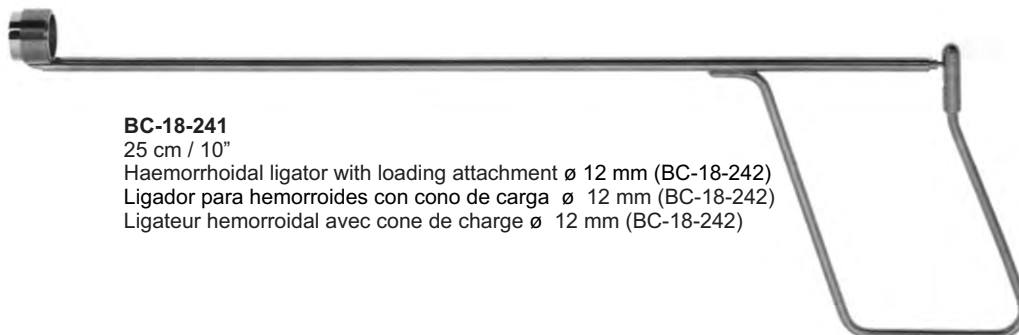 BC-18-241
25 cm / 10”
Haemorrhoidal ligator with loading attachment ø 12 mm (BC-18-242)
Ligador para hemorroides con cono de carga ø 12 mm (BC-18-242)
Ligateur hemorroidal avec cone de charge ø 12 mm (BC-18-242)